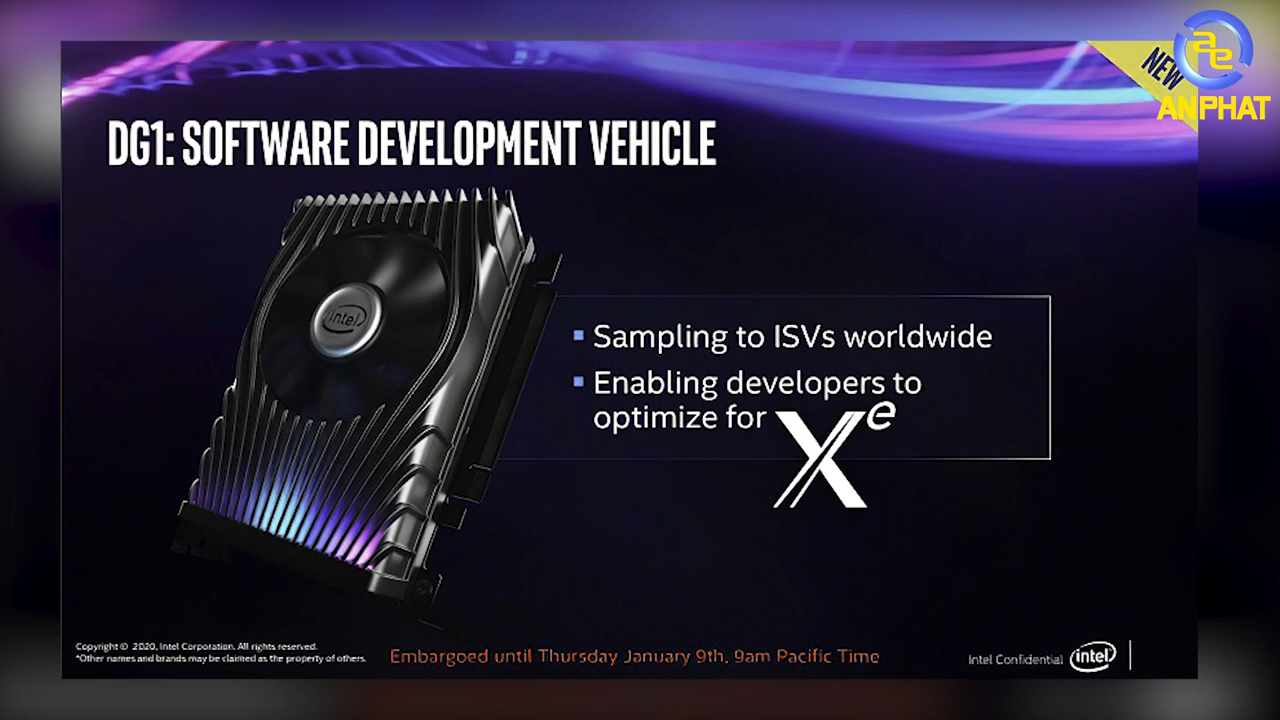 NEW
ae
ANPHAT
DG1: SOFTWARE DEVELOPMENT VEHICLE
intel
▪ Sampling to ISVs worldwide
▪ Enabling developers to
optimize for Xe
Copyright © 2020, Intel Corporation. All rights reserved.
*Other names and brands may be claimed as the property of others.
Embargoed until Thursday January 9th, 9am Pacific Time
Intel Confidential
intel